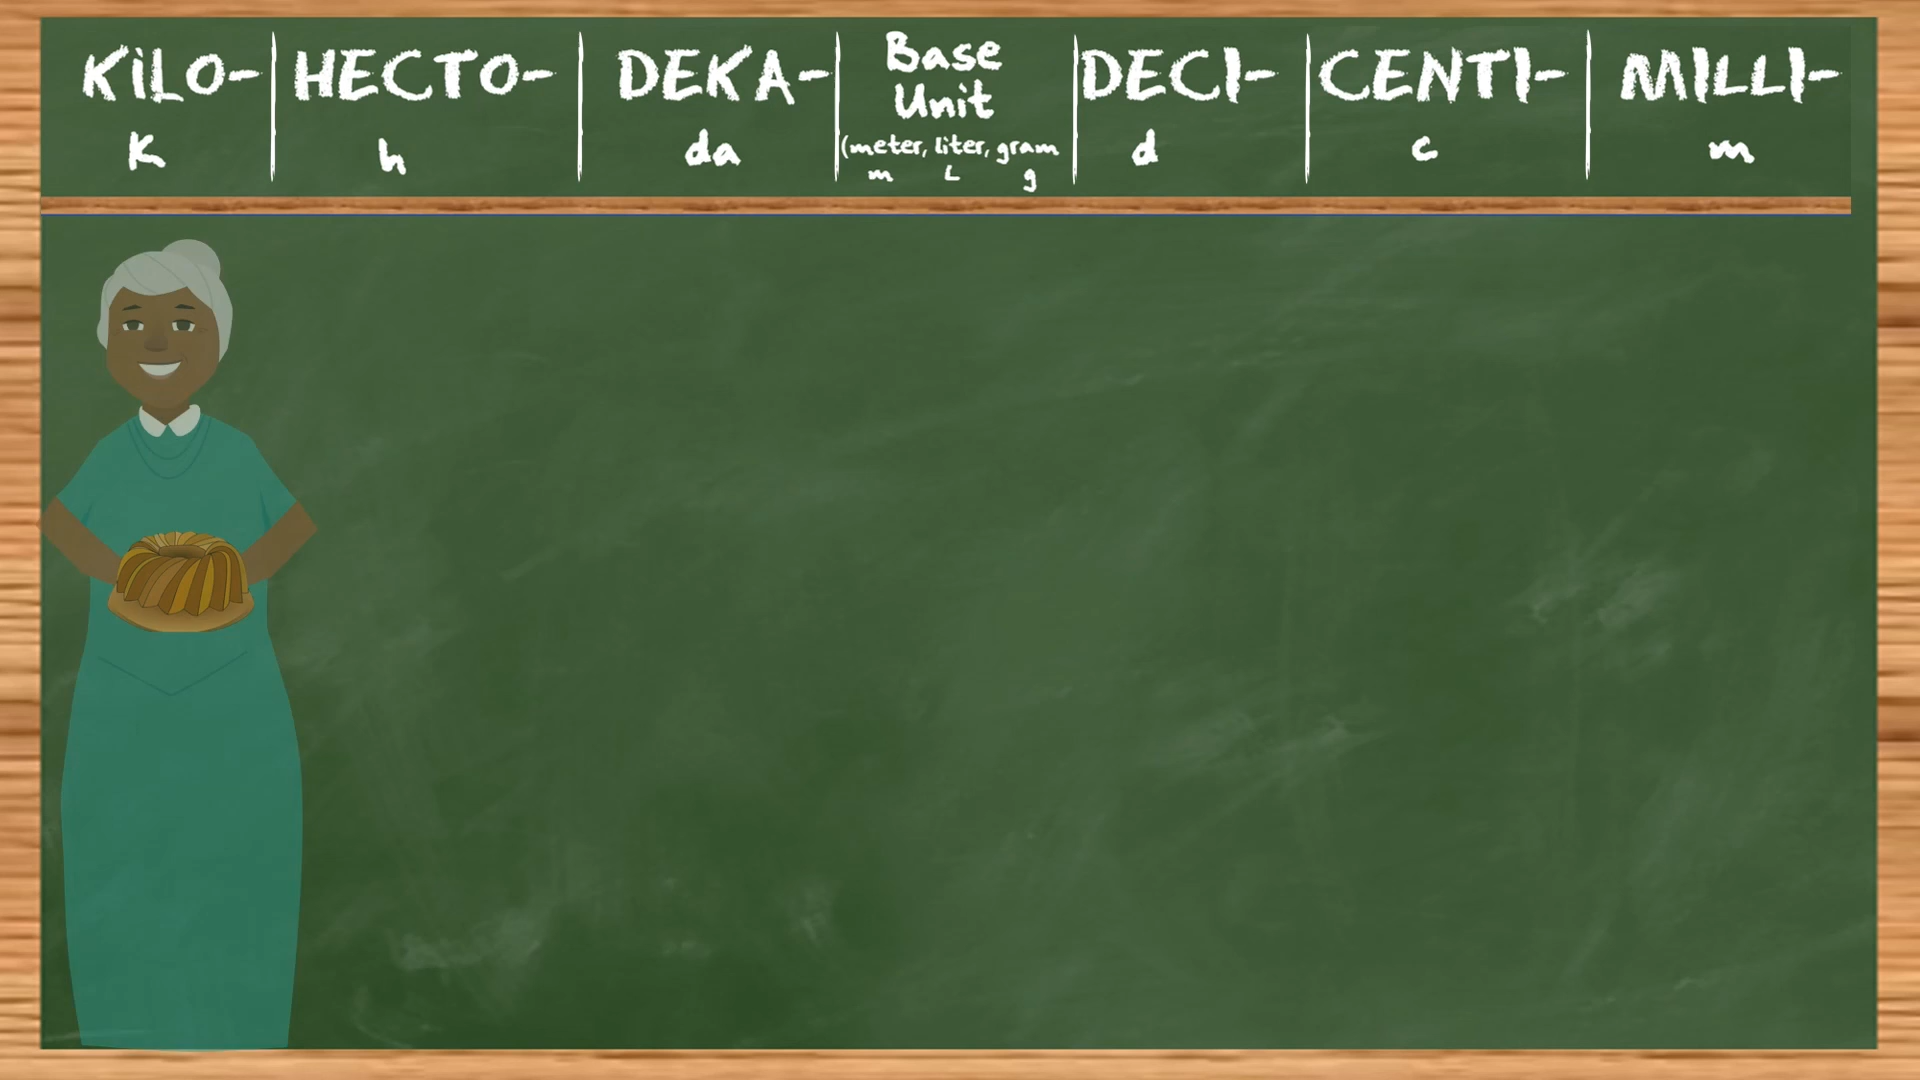 KiLO- HECTO- DEKA- Base Unit DECI- CENTI- MILLI-
K h da (meter, liter, gram d c m
m L g